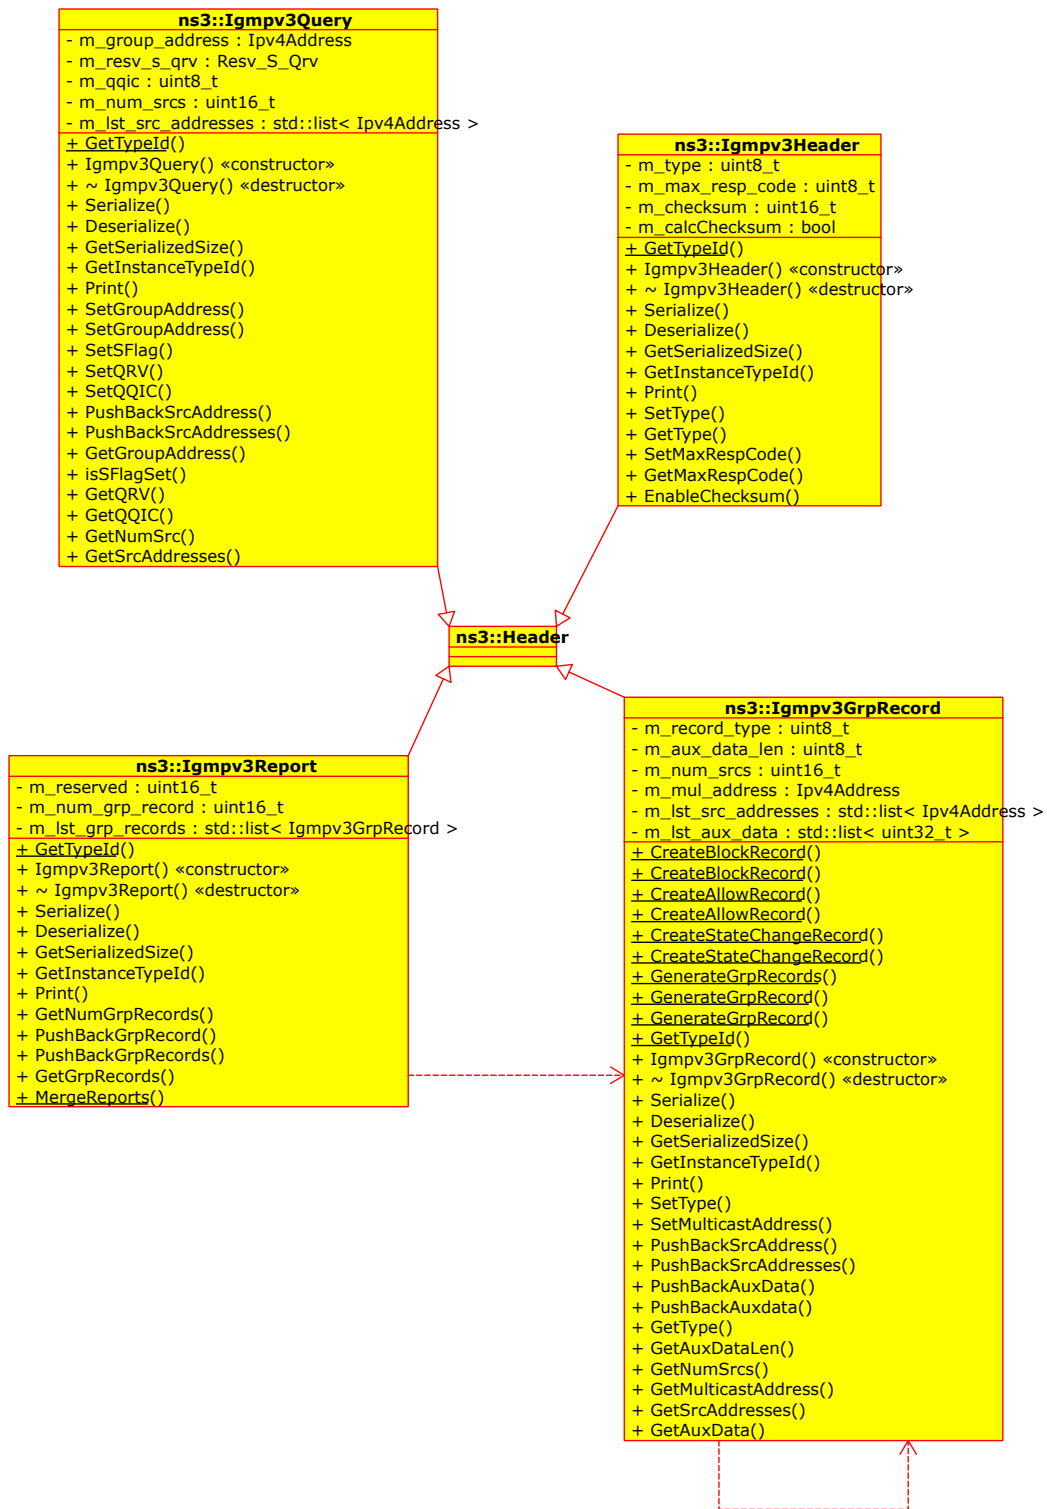 ns3::Igmpv3Query
- m_group_address : Ipv4Address
- m_resv_s_qrv : Resv_S_Qrv
- m_qqic : uint8_t
- m_num_srcs : uint16_t
- m_lst_src_addresses : std::list< Ipv4Address >
+ GetTypeId()
+ Igmpv3Query() «constructor»
+ ~ Igmpv3Query() «destructor»
+ Serialize()
+ Deserialize()
+ GetSerializedSize()
+ GetInstanceTypeId()
+ Print()
+ SetGroupAddress()
+ SetGroupAddress()
+ SetSFlag()
+ SetQRV()
+ SetQQIC()
+ PushBackSrcAddress()
+ PushBackSrcAddresses()
+ GetGroupAddress()
+ isSFlagSet()
+ GetQRV()
+ GetQQIC()
+ GetNumSrc()
+ GetSrcAddresses()
ns3::Igmpv3Header
- m_type : uint8_t
- m_max_resp_code : uint8_t
- m_checksum : uint16_t
- m_calcChecksum : bool
+ GetTypeId()
+ Igmpv3Header() «constructor»
+ ~ Igmpv3Header() «destructor»
+ Serialize()
+ Deserialize()
+ GetSerializedSize()
+ GetInstanceTypeId()
+ Print()
+ SetType()
+ GetType()
+ SetMaxRespCode()
+ GetMaxRespCode()
+ EnableChecksum()
ns3::Header
ns3::Igmpv3Report
- m_reserved : uint16_t
- m_num_grp_record : uint16_t
- m_lst_grp_records : std::list< Igmpv3GrpRecord >
+ GetTypeId()
+ Igmpv3Report() «constructor»
+ ~ Igmpv3Report() «destructor»
+ Serialize()
+ Deserialize()
+ GetSerializedSize()
+ GetInstanceTypeId()
+ Print()
+ GetNumGrpRecords()
+ PushBackGrpRecord()
+ PushBackGrpRecords()
+ GetGrpRecords()
+ MergeReports()
ns3::Igmpv3GrpRecord
- m_record_type : uint8_t
- m_aux_data_len : uint8_t
- m_num_srcs : uint16_t
- m_mul_address : Ipv4Address
- m_lst_src_addresses : std::list< Ipv4Address >
- m_lst_aux_data : std::list< uint32_t >
+ CreateBlockRecord()
+ CreateBlockRecord()
+ CreateAllowRecord()
+ CreateAllowRecord()
+ CreateStateChangeRecord()
+ CreateStateChangeRecord()
+ GenerateGrpRecords()
+ GenerateGrpRecord()
+ GenerateGrpRecord()
+ GetTypeId()
+ Igmpv3GrpRecord() «constructor»
+ ~ Igmpv3GrpRecord() «destructor»
+ Serialize()
+ Deserialize()
+ GetSerializedSize()
+ GetInstanceTypeId()
+ Print()
+ SetType()
+ SetMulticastAddress()
+ PushBackSrcAddress()
+ PushBackSrcAddresses()
+ PushBackAuxData()
+ PushBackAuxdata()
+ GetType()
+ GetAuxDataLen()
+ GetNumSrcs()
+ GetMulticastAddress()
+ GetSrcAddresses()
+ GetAuxData()